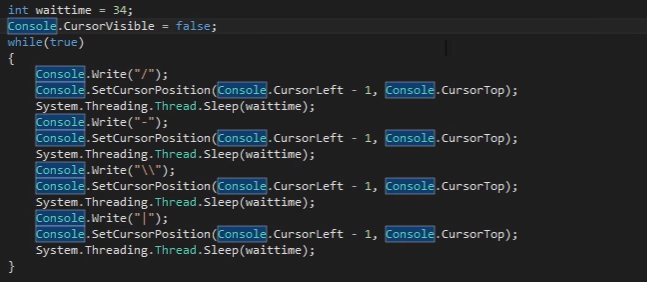 int waittime = 34;
Console.CursorVisible = false;
while(true)
{
    Console.Write("/");
    Console.SetCursorPosition(Console.CursorLeft - 1, Console.CursorTop);
    System.Threading.Thread.Sleep(waittime);
    Console.Write("-");
    Console.SetCursorPosition(Console.CursorLeft - 1, Console.CursorTop);
    System.Threading.Thread.Sleep(waittime);
    Console.Write("\\");
    Console.SetCursorPosition(Console.CursorLeft - 1, Console.CursorTop);
    System.Threading.Thread.Sleep(waittime);
    Console.Write("|");
    Console.SetCursorPosition(Console.CursorLeft - 1, Console.CursorTop);
    System.Threading.Thread.Sleep(waittime);
}